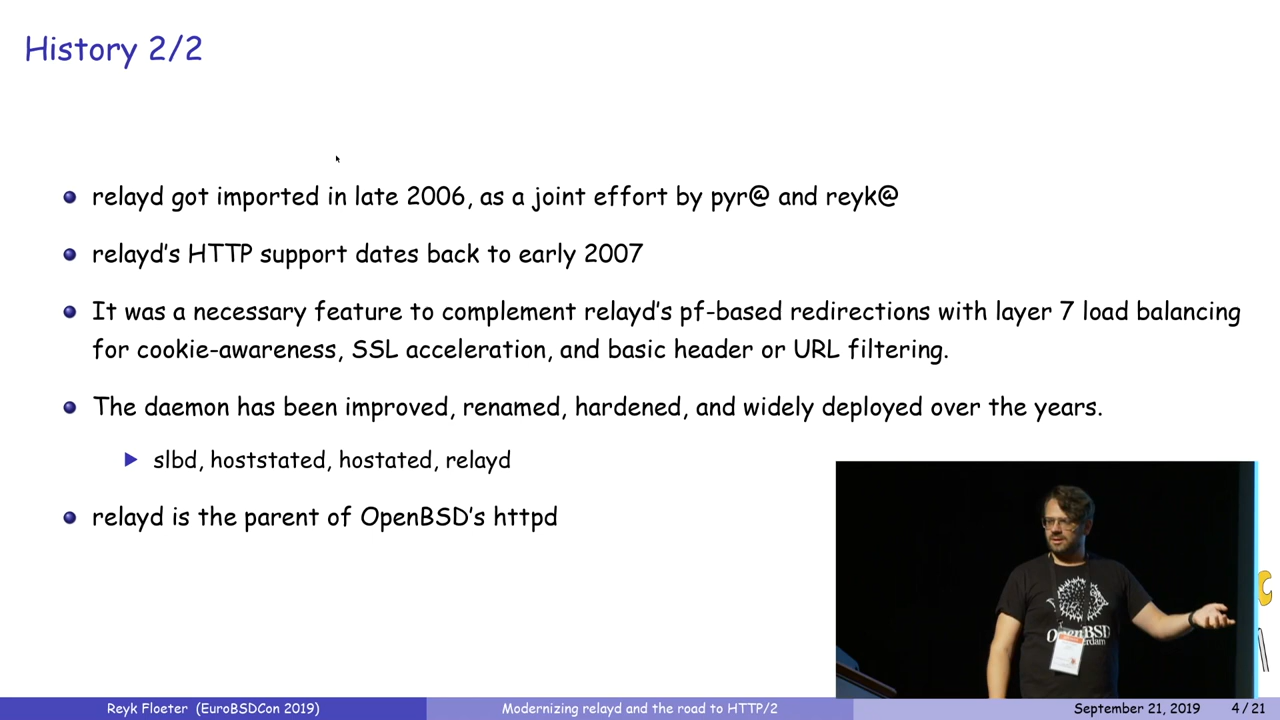 History 2/2
relayd got imported in late 2006, as a joint effort by pyr@ and reyk@
relayd's HTTP support dates back to early 2007
It was a necessary feature to complement relayd's pf-based redirections with layer 7 load balancing
for cookie-awareness, SSL acceleration, and basic header or URL filtering.
The daemon has been improved, renamed, hardened, and widely deployed over the years.
slbd, hoststated, hostated, relayd
relayd is the parent of OpenBSD's httpd
OpenBSD
Reyk Floeter (EuroBSDCon 2019)
Modernizing relayd and the road to HTTP/2
September 21, 2019
4 / 21